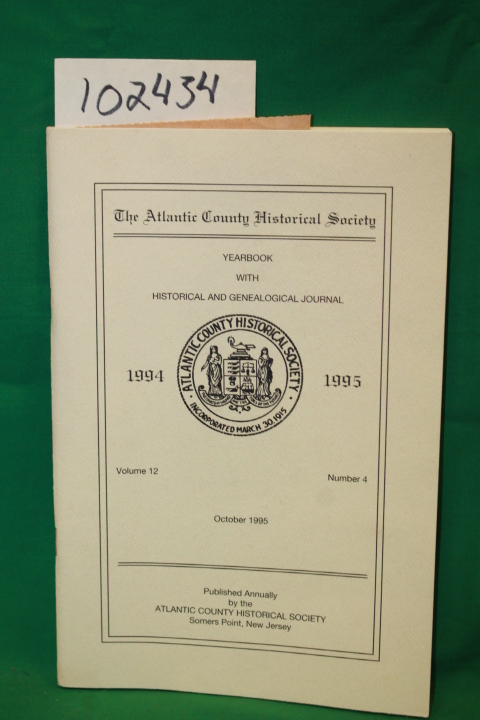 102434
The Atlantic County Historical Society
YEARBOOK
WITH
HISTORICAL AND GENEALOGICAL JOURNAL
ATLANTIC COUNTY HISTORICAL SOCIETY
INCORPORATED MARCH 30, 1915
1994
1995
Volume 12
Number 4
October 1995
Published Annually
by the
ATLANTIC COUNTY HISTORICAL SOCIETY
Somers Point, New Jersey